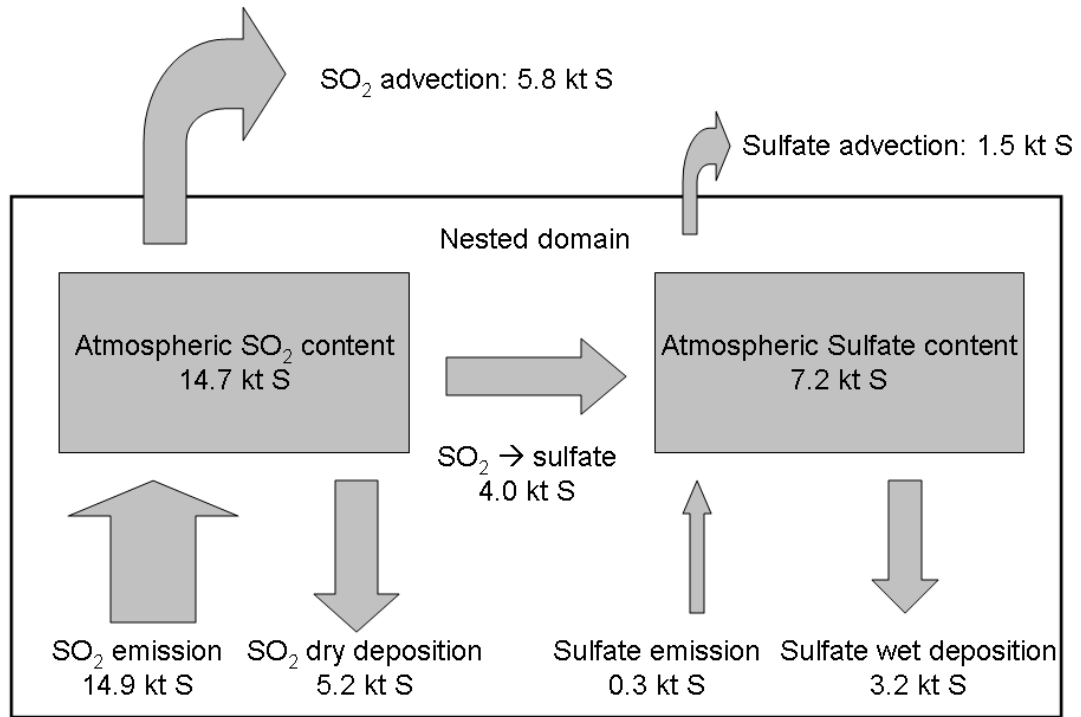 SO₂ advection: 5.8 kt S
Sulfate advection: 1.5 kt S
Nested domain
Atmospheric SO₂ content
14.7 kt S
Atmospheric Sulfate content
7.2 kt S
SO₂ → sulfate
4.0 kt S
SO₂ emission
14.9 kt S
SO₂ dry deposition
5.2 kt S
Sulfate emission
0.3 kt S
Sulfate wet deposition
3.2 kt S